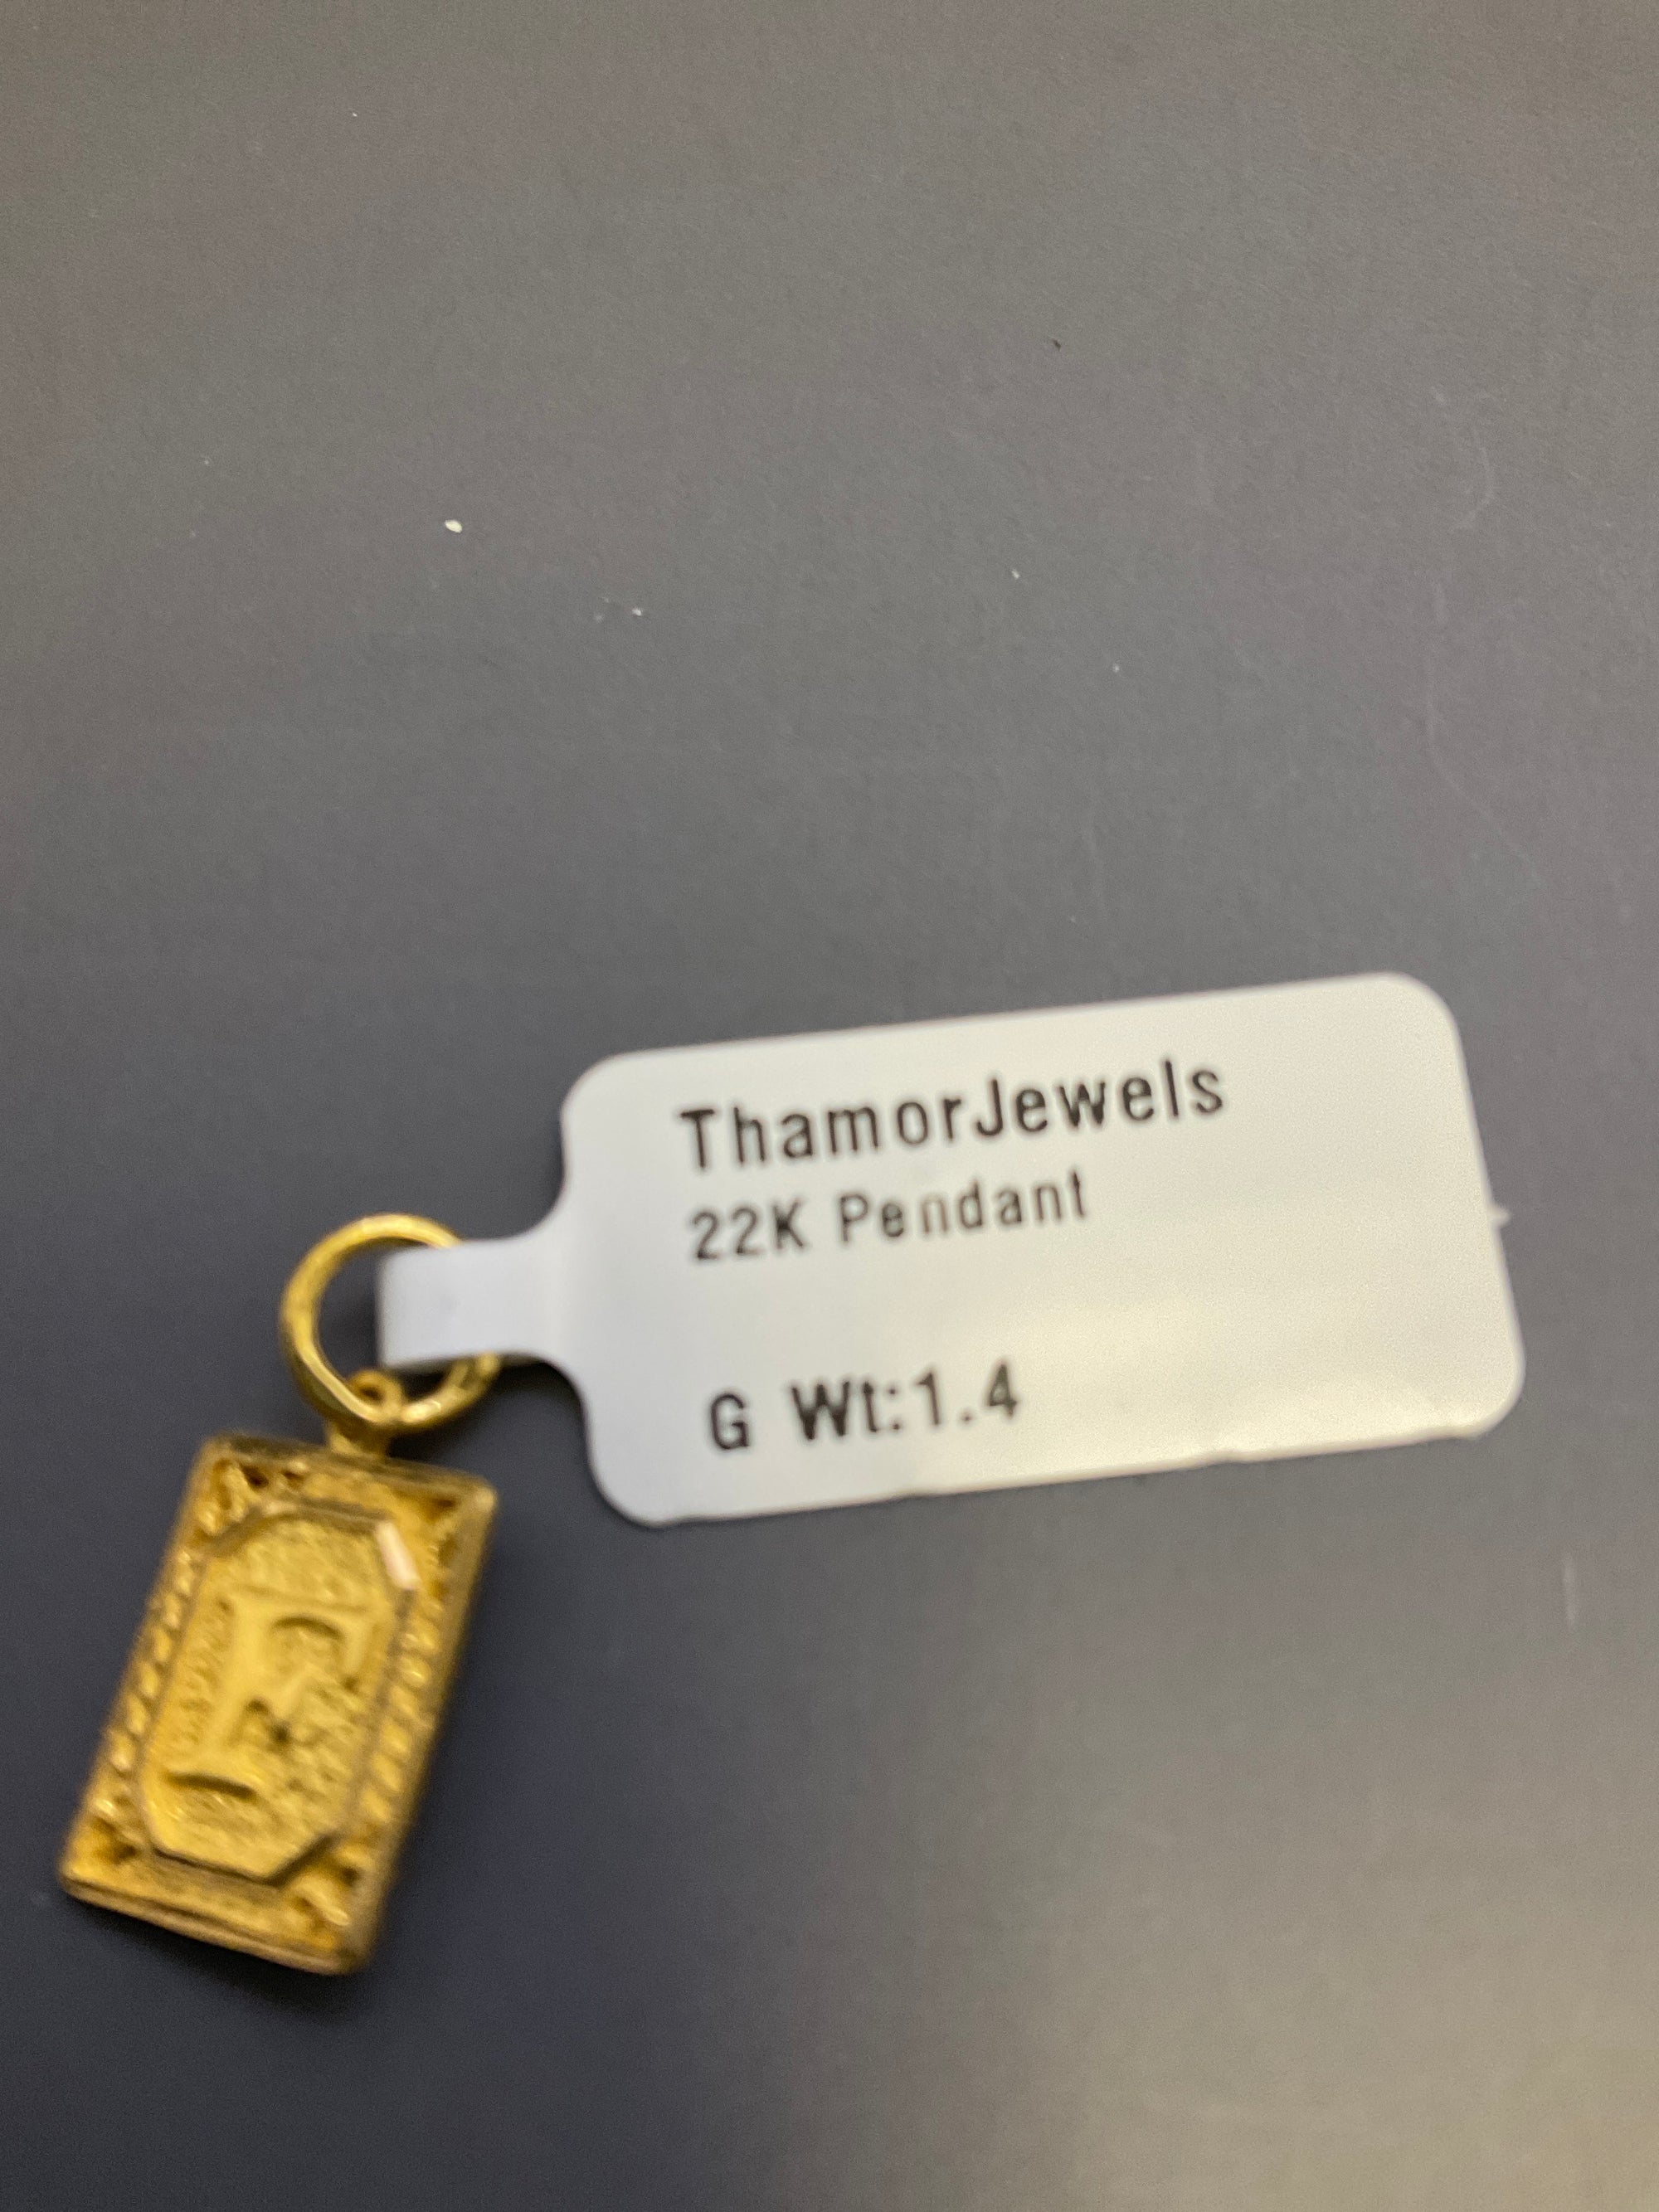 ThamorJewels
22K Pendant
G Wt:1.4